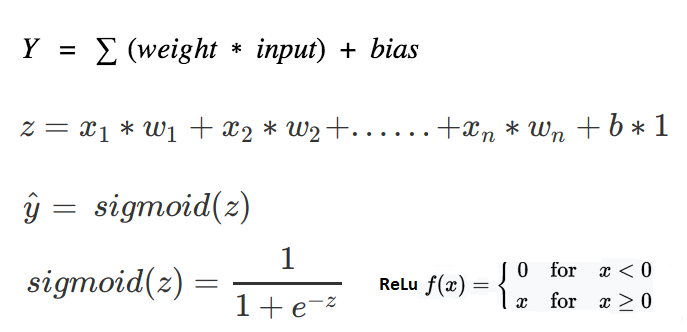 Y = ∑ (weight * input) + bias
z = x₁ * w₁ + x₂ * w₂ +......+xₙ * wₙ + b * 1
ŷ = sigmoid(z)
sigmoid(z) = 1 / (1 + e⁻ᶻ)
ReLu f(x) = { 0 for x < 0
x for x ≥ 0